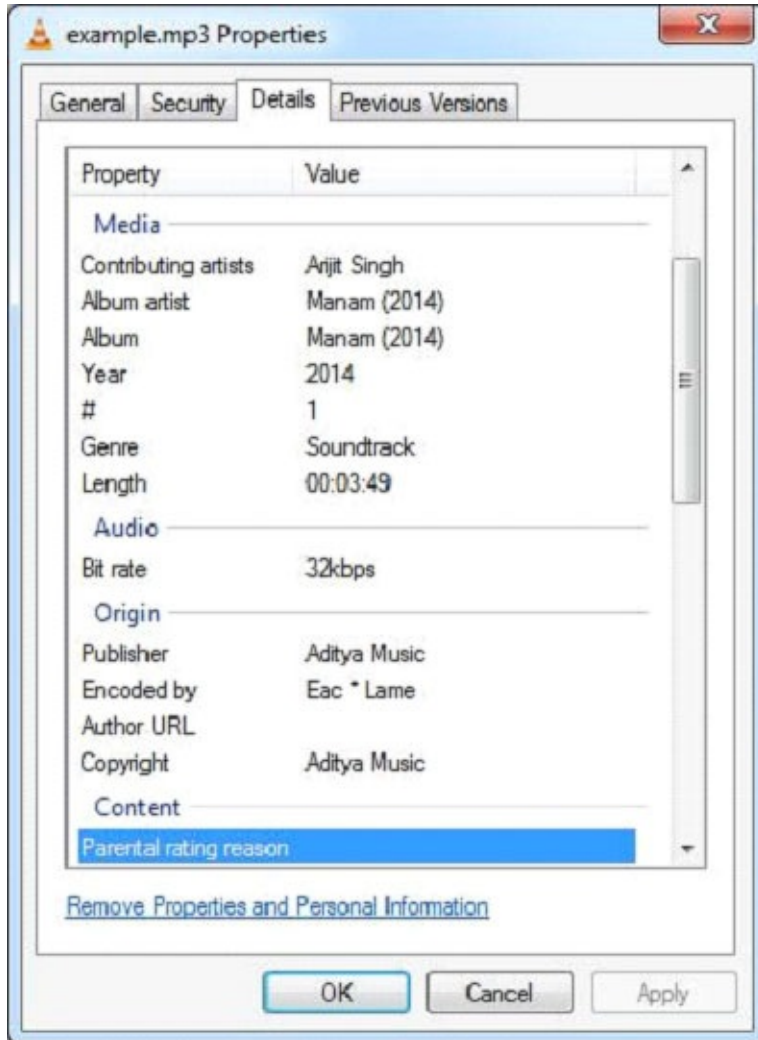 example.mp3 Properties
General Security Details Previous Versions
Property Value
Media
Contributing artists Arijit Singh
Album artist Manam (2014)
Album Manam (2014)
Year 2014
# 1
Genre Soundtrack
Length 00:03:49
Audio
Bit rate 32kbps
Origin
Publisher Aditya Music
Encoded by Eac * Lame
Author URL
Copyright Aditya Music
Content
Parental rating reason
Remove Properties and Personal Information
OK Cancel Apply